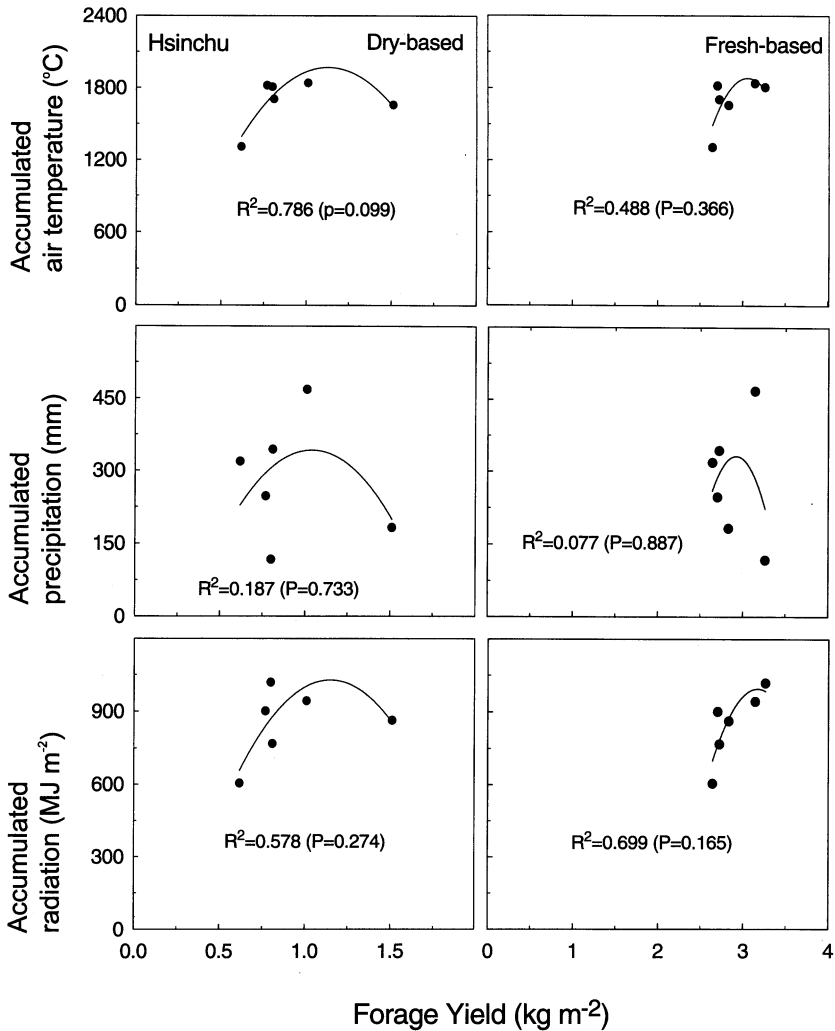 Hsinchu Dry-based
Fresh-based
Accumulated
air temperature (°C)
2400
1800
1200
600
0
R²=0.786 (p=0.099)
R²=0.488 (P=0.366)
Accumulated
precipitation (mm)
450
300
150
0
R²=0.187 (P=0.733)
R²=0.077 (P=0.887)
Accumulated
radiation (MJ m⁻²)
900
600
300
0
R²=0.578 (P=0.274)
R²=0.699 (P=0.165)
0.0 0.5 1.0 1.5
0 1 2 3 4
Forage Yield (kg m⁻²)